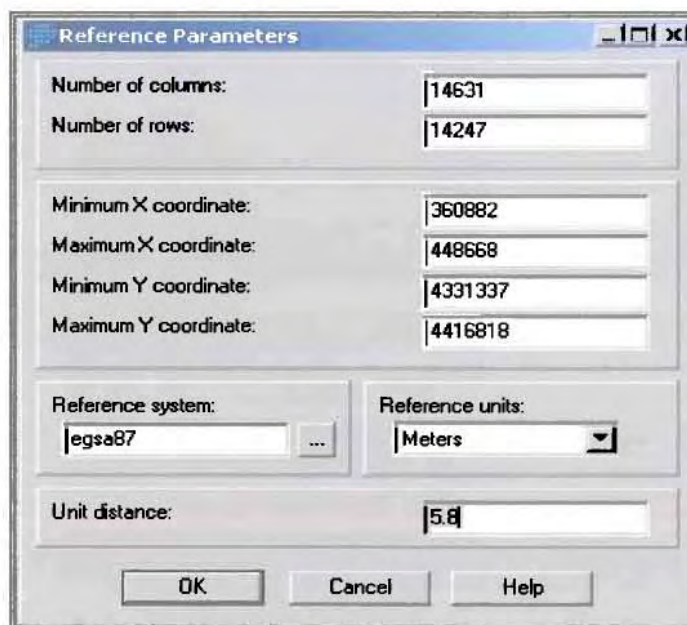 Reference Parameters
Number of columns: 14631
Number of rows: 14247
Minimum X coordinate: 360882
Maximum X coordinate: 448668
Minimum Y coordinate: 4331337
Maximum Y coordinate: 4416818
Reference system: Reference units:
egsa87 ... Meters
Unit distance: 5.8
OK Cancel Help